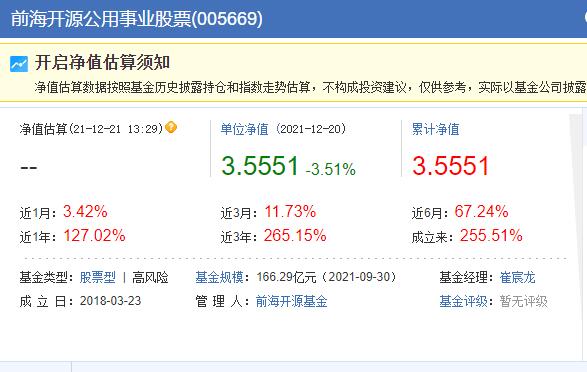 前海开源公用事业股票(005669)
开启净值估算须知
净值估算数据按照基金历史披露持仓和指数走势估算，不构成投资建议，仅供参考，实际以基金公司披露
净值估算(21-12-21 13:29) 单位净值 (2021-12-20) 累计净值
-- 3.5551 -3.51% 3.5551
近1月：3.42% 近3月：11.73% 近6月：67.24%
近1年：127.02% 近3年：265.15% 成立来：255.51%
基金类型：股票型 | 高风险 基金规模：166.29亿元（2021-09-30） 基金经理：崔宸龙
成 立 日：2018-03-23 管 理 人：前海开源基金 基金评级：暂无评级